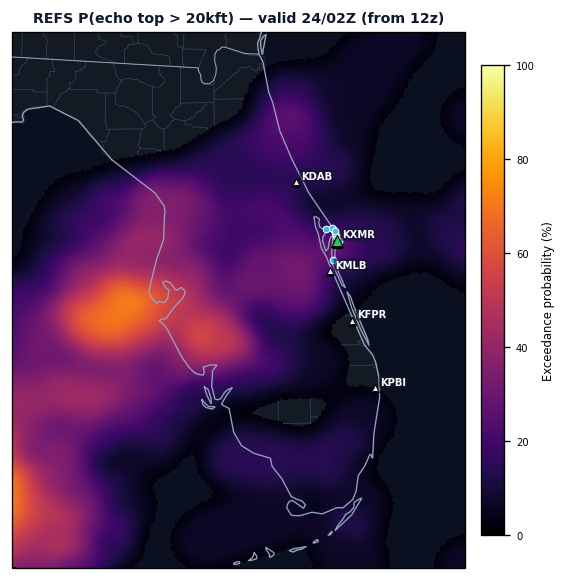 REFS P(echo top > 20kft) — valid 24/02Z (from 12z)
KDAB
KXMR
KMLB
KFPR
KPBI
100
80
60
40
20
0
Exceedance probability (%)